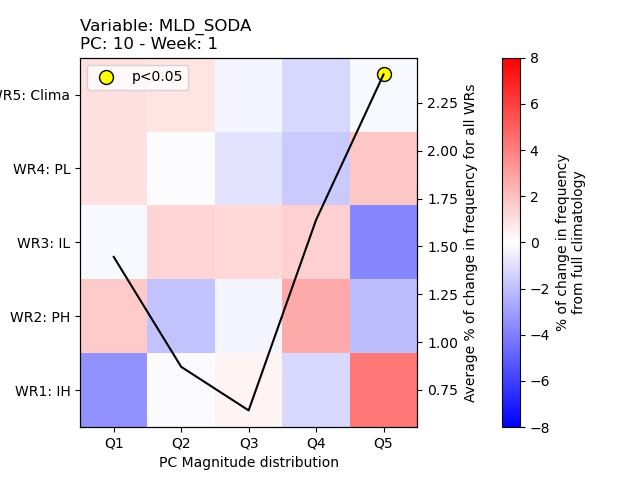 Variable: MLD_SODA
PC: 10 - Week: 1
p<0.05
WR5: Clima
WR4: PL
WR3: IL
WR2: PH
WR1: IH
Q1 Q2 Q3 Q4 Q5
PC Magnitude distribution
2.25
2.00
1.75
1.50
1.25
1.00
0.75
Average % of change in frequency for all WRs
8
6
4
2
0
−2
−4
−6
−8
% of change in frequency
from full climatology